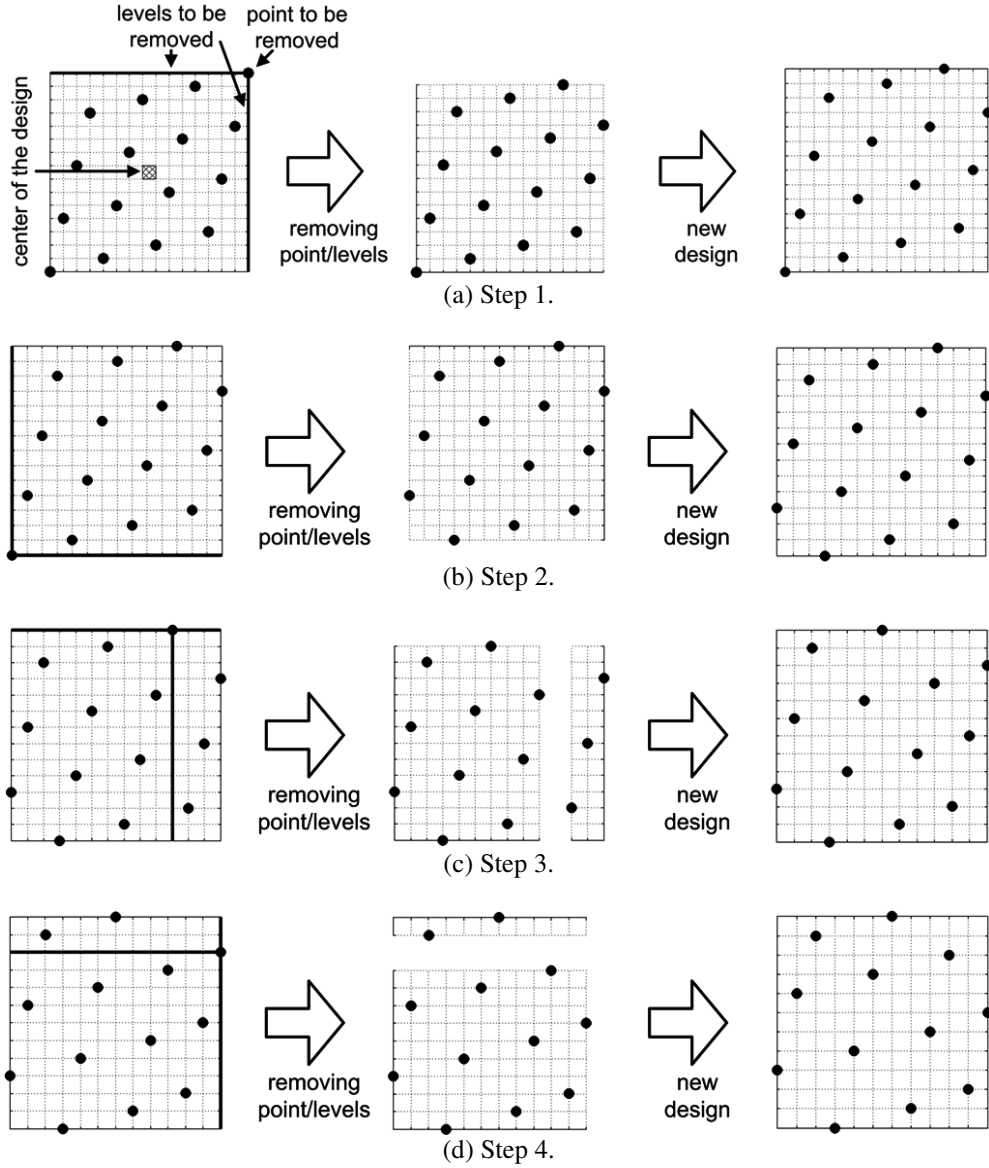 levels to be
removed
point to be
removed
center of the design
removing
point/levels
new
design
(a) Step 1.
removing
point/levels
new
design
(b) Step 2.
removing
point/levels
new
design
(c) Step 3.
removing
point/levels
new
design
(d) Step 4.